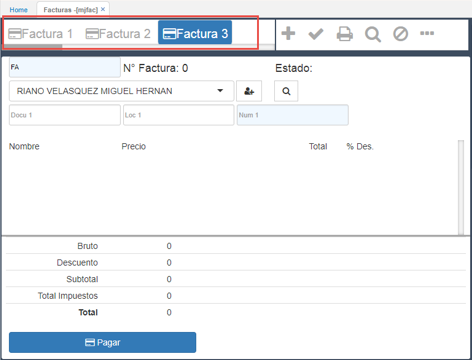 Home Facturas -[mjfac] ×
Factura 1 Factura 2 Factura 3
FA N° Factura: 0 Estado:
RIANO VELASQUEZ MIGUEL HERNAN
Docu 1 Loc 1 Num 1
Nombre Precio Total % Des.
Bruto 0
Descuento 0
Subtotal 0
Total Impuestos 0
Total 0
Pagar